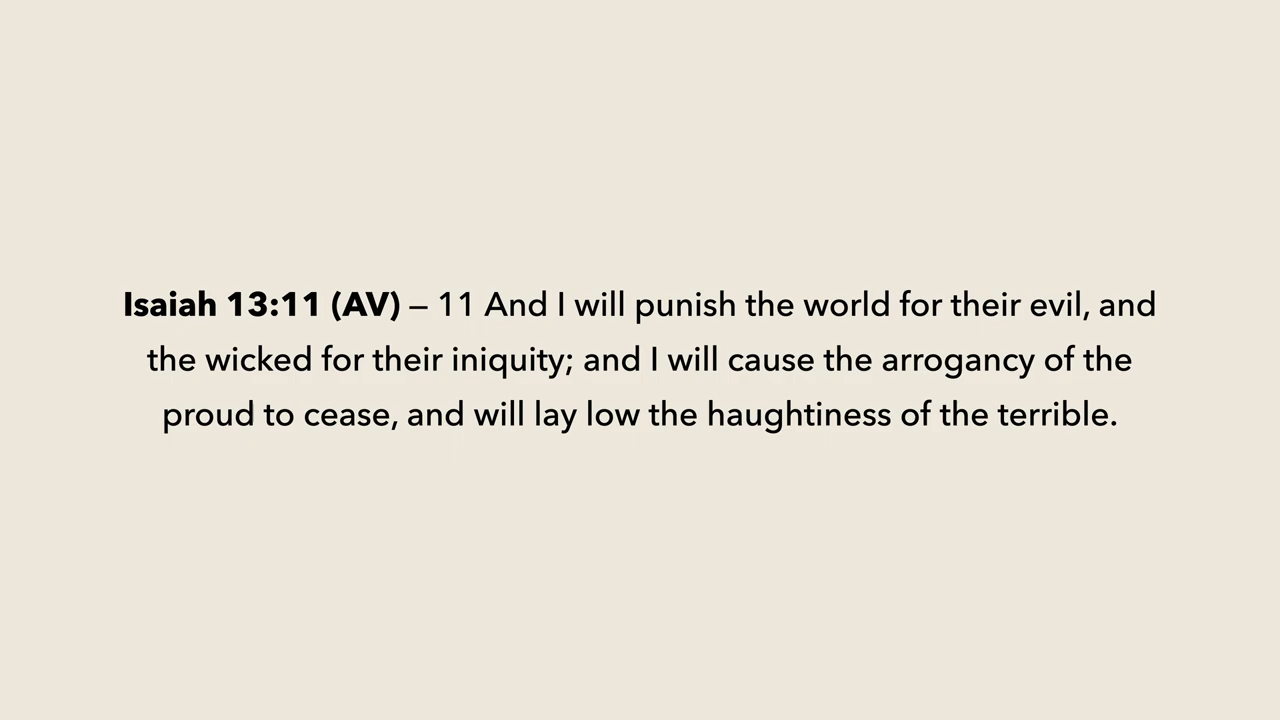 Isaiah 13:11 (AV) – 11 And I will punish the world for their evil, and
the wicked for their iniquity; and I will cause the arrogancy of the
proud to cease, and will lay low the haughtiness of the terrible.